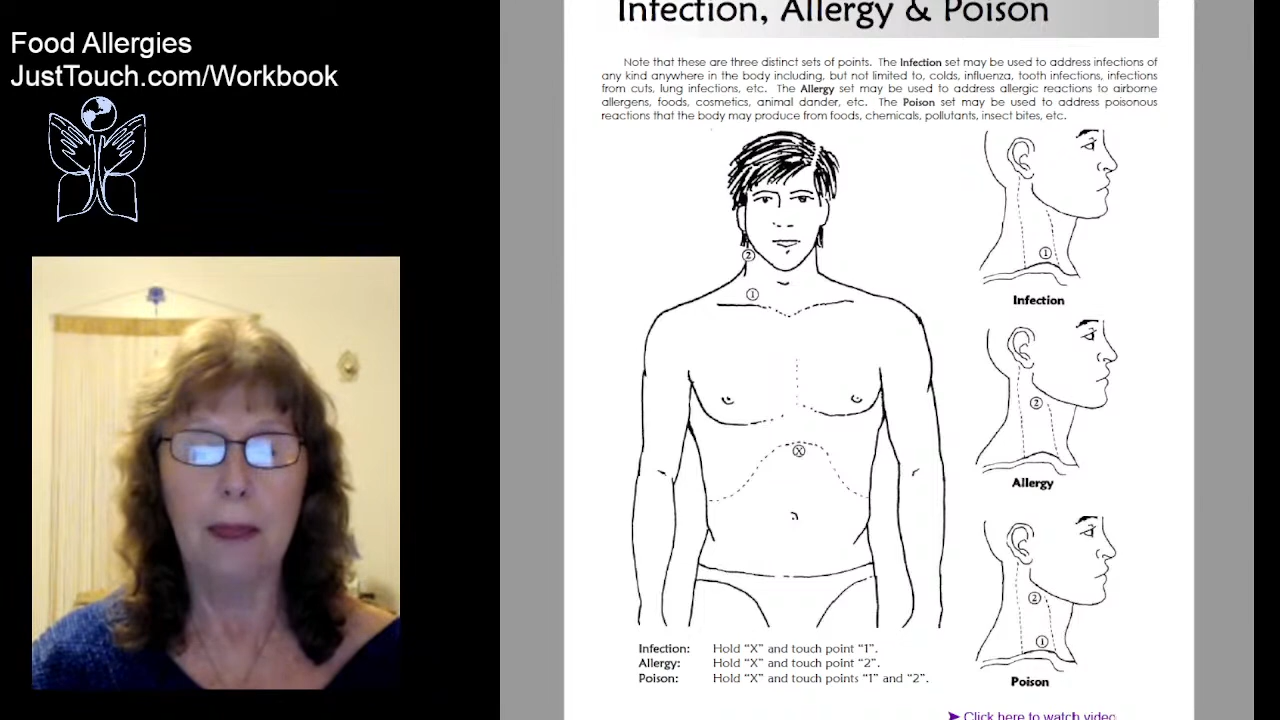 Food Allergies
JustTouch.com/Workbook
Infection, Allergy & Poison
Note that these are three distinct sets of points. The Infection set may be used to address infections of
any kind anywhere in the body including, but not limited to, colds, influenza, tooth infections, infections
from cuts, lung infections, etc. The Allergy set may be used to address allergic reactions to airborne
allergens, foods, cosmetics, animal dander, etc. The Poison set may be used to address poisonous
reactions that the body may produce from foods, chemicals, pollutants, insect bites, etc.
2
1
X
1
Infection
2
Allergy
2
1
Poison
Infection: Hold “X” and touch point “1”.
Allergy: Hold “X” and touch point “2”.
Poison: Hold “X” and touch points “1” and “2”.
➤ Click here to watch video